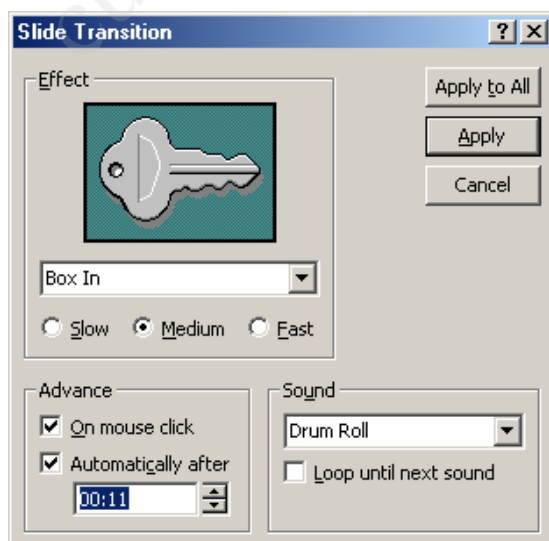 Slide Transition
Effect
Apply to All
Apply
Cancel
Box In
Slow Medium Fast
Advance
On mouse click
Automatically after
00:11
Sound
Drum Roll
Loop until next sound